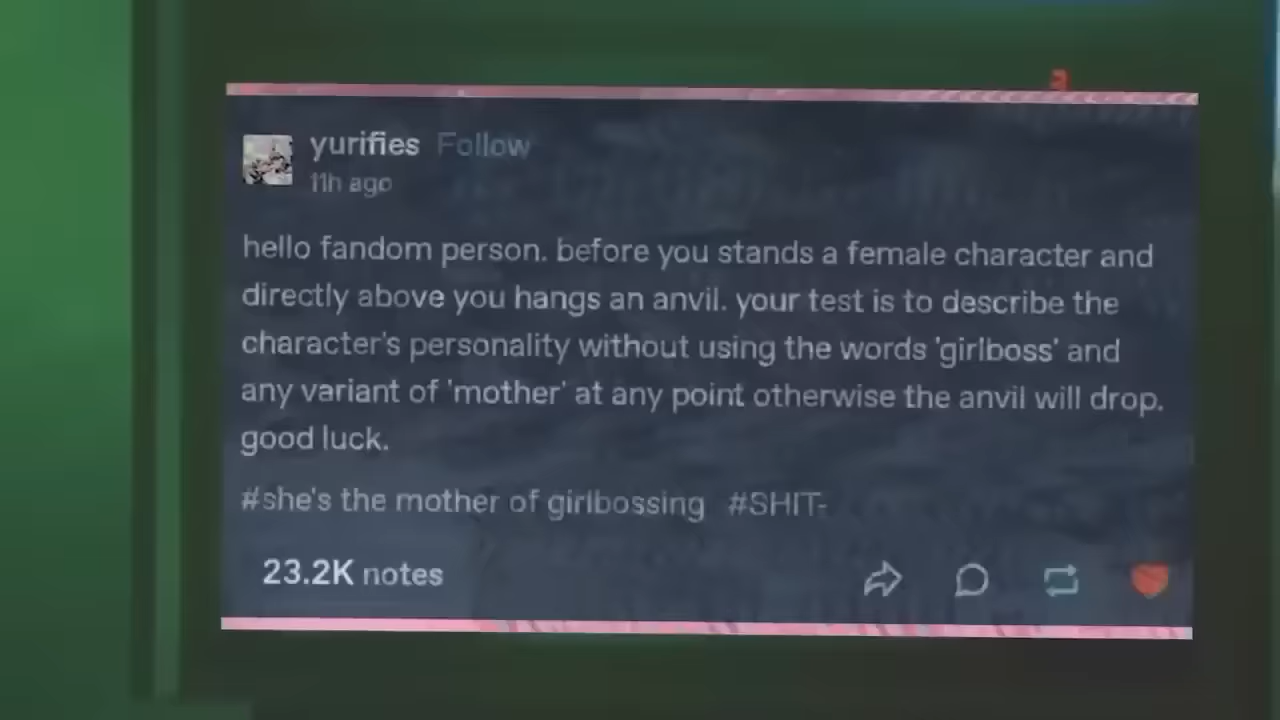 yurifies Follow
11h ago
hello fandom person. before you stands a female character and
directly above you hangs an anvil. your test is to describe the
character's personality without using the words 'girlboss' and
any variant of 'mother' at any point otherwise the anvil will drop.
good luck.
#she's the mother of girlbossing #SHIT-
23.2K notes